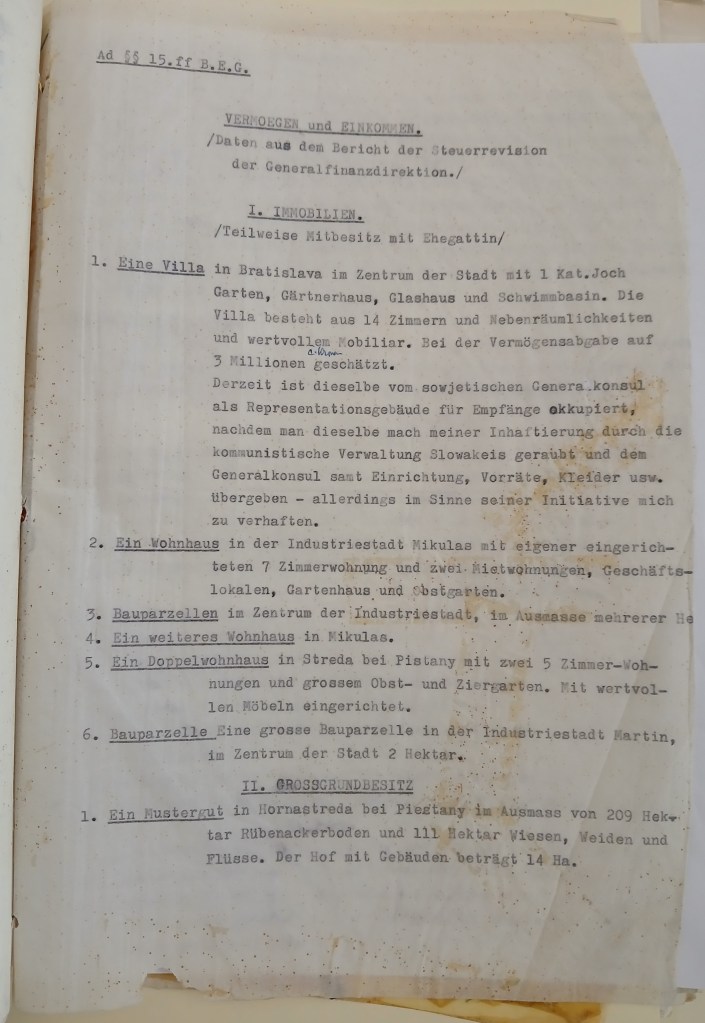 Ad §§ 15.ff B.E.G.
VERMOEGEN und EINKOMMEN.
/Daten aus dem Bericht der Steuerrevision
der Generalfinanzdirektion./
I. IMMOBILIEN.
/Teilweise Mitbesitz mit Ehegattin/
1. Eine Villa in Bratislava im Zentrum der Stadt mit 1 Kat.Joch
Garten, Gärtnerhaus, Glashaus und Schwimmbasin. Die
Villa besteht aus 14 Zimmern und Nebenräumlichkeiten
und wertvollem Mobiliar. Bei der Vermögensabgabe auf
3 Millionen geschätzt.
Derzeit ist dieselbe vom sowjetischen Genera.konsul
als Representationsgebäude für Empfänge okkupiert,
nachdem man dieselbe mach meiner Inhaftierung durch die
kommunistische Verwaltung Slowakeis geraubt und dem
Generalkonsul samt Einrichtung, Vorräte, Kleider usw.
übergeben - allerdings im Sinne seiner Initiative mich
zu verhaften.
2. Ein Wohnhaus in der Industriestadt Mikulas mit eigener eingerich-
teten 7 Zimmerwohnung und zwei Mietwohnungen, Geschäfts-
lokalen, Gartenhaus und Obstgarten.
3. Bauparzellen im Zentrum der Industriestadt, im Ausmasse mehrerer He
4. Ein weiteres Wohnhaus in Mikulas.
5. Ein Doppelwohnhaus in Streda bei Pistany mit zwei 5 Zimmer-Woh-
nungen und grossem Obst- und Ziergarten. Mit wertvol-
len Möbeln eingerichtet.
6. Bauparzelle Eine grosse Bauparzelle in der Industriestadt Martin,
im Zentrum der Stadt 2 Hektar.
II. GROSSGRUNDBESITZ
1. Ein Mustergut in Hornastreda bei Piestany im Ausmass von 209 Hek-
tar Rübenackerboden und 111 Hektar Wiesen, Weiden und
Flüsse. Der Hof mit Gebäuden beträgt 14 Ha.